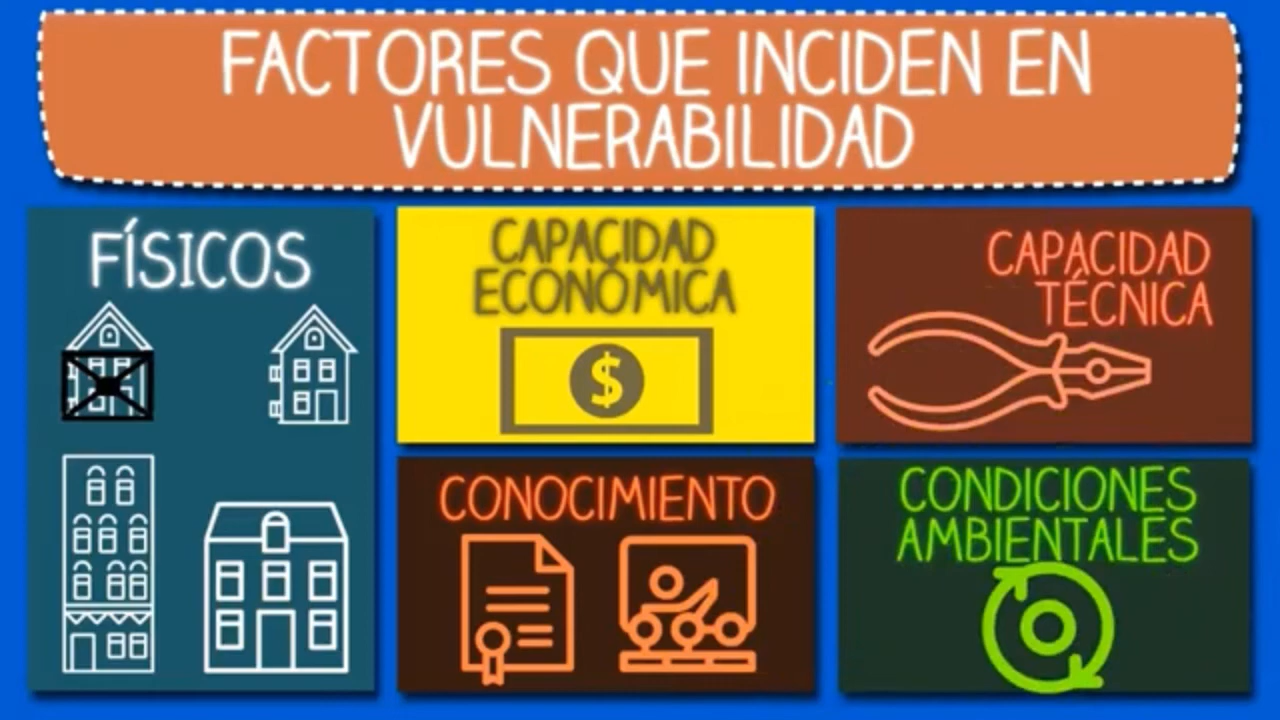 FACTORES QUE INCIDEN EN
VULNERABILIDAD
FÍSICOS
CAPACIDAD
ECONÓMICA
$
CAPACIDAD
TÉCNICA
CONOCIMIENTO
CONDICIONES
AMBIENTALES